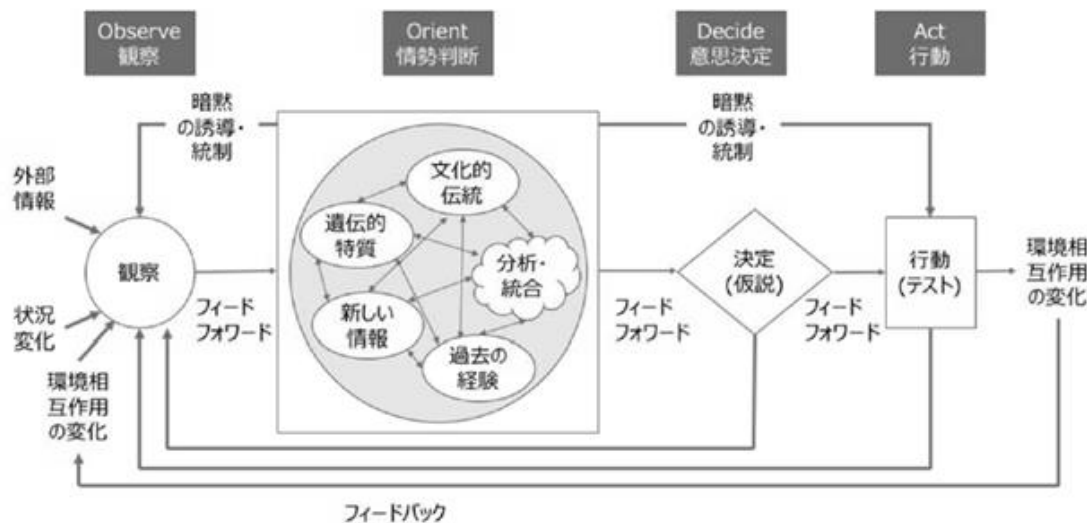 Observe
観察
Orient
情勢判断
Decide
意思決定
Act
行動
暗黙
の誘導・
統制
暗黙
の誘導・
統制
外部
情報
観察
状況
変化
環境相
互作用
の変化
フィード
フォワード
文化的
伝統
遺伝的
特質
分析・
統合
新しい
情報
過去の
経験
フィード
フォワード
決定
(仮説)
フィード
フォワード
行動
(テスト)
環境相
互作用
の変化
フィードバック